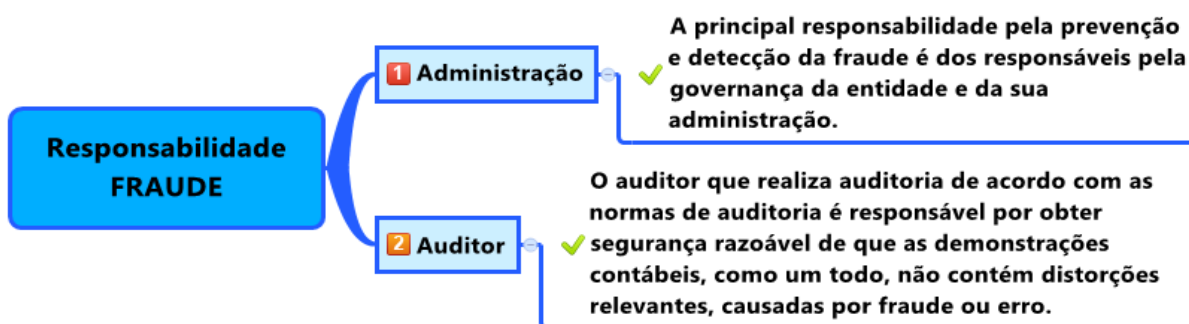 Responsabilidade
FRAUDE
1 Administração
A principal responsabilidade pela prevenção
e detecção da fraude é dos responsáveis pela
governança da entidade e da sua
administração.
2 Auditor
O auditor que realiza auditoria de acordo com as
normas de auditoria é responsável por obter
segurança razoável de que as demonstrações
contábeis, como um todo, não contém distorções
relevantes, causadas por fraude ou erro.